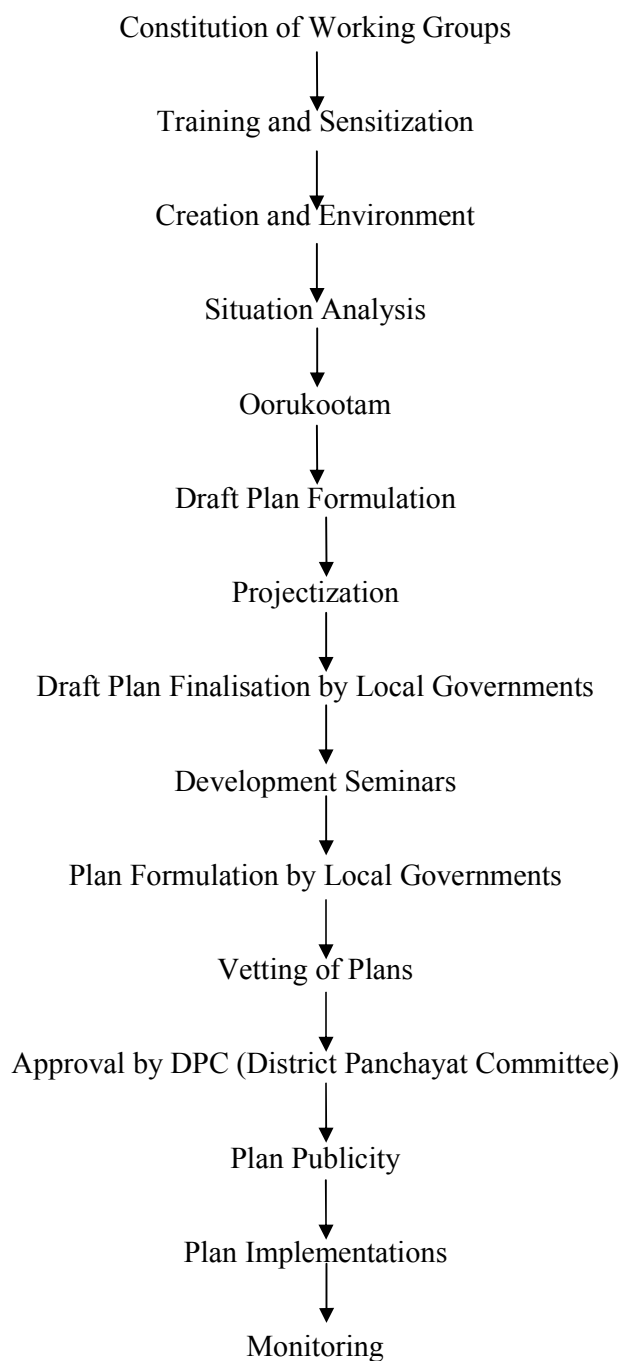 Constitution of Working Groups
Training and Sensitization
Creation and Environment
Situation Analysis
Oorukootam
Draft Plan Formulation
Projectization
Draft Plan Finalisation by Local Governments
Development Seminars
Plan Formulation by Local Governments
Vetting of Plans
Approval by DPC (District Panchayat Committee)
Plan Publicity
Plan Implementations
Monitoring